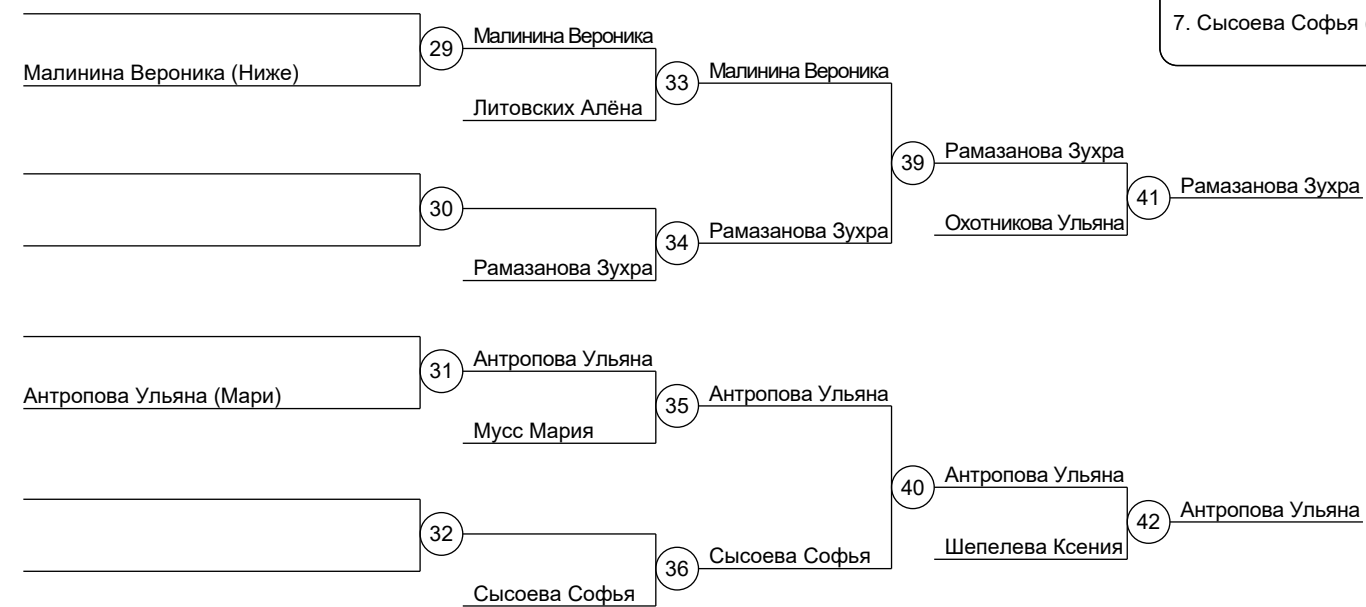 7. Сысоева Софья
29
Малинина Вероника
Малинина Вероника (Ниже)
33
Малинина Вероника
Литовских Алёна
39
Рамазанова Зухра
30
41
Рамазанова Зухра
Охотникова Ульяна
34
Рамазанова Зухра
Рамазанова Зухра
31
Антропова Ульяна
Антропова Ульяна (Мари)
35
Антропова Ульяна
Мусс Мария
40
Антропова Ульяна
32
42
Антропова Ульяна
Шепелева Ксения
36
Сысоева Софья
Сысоева Софья